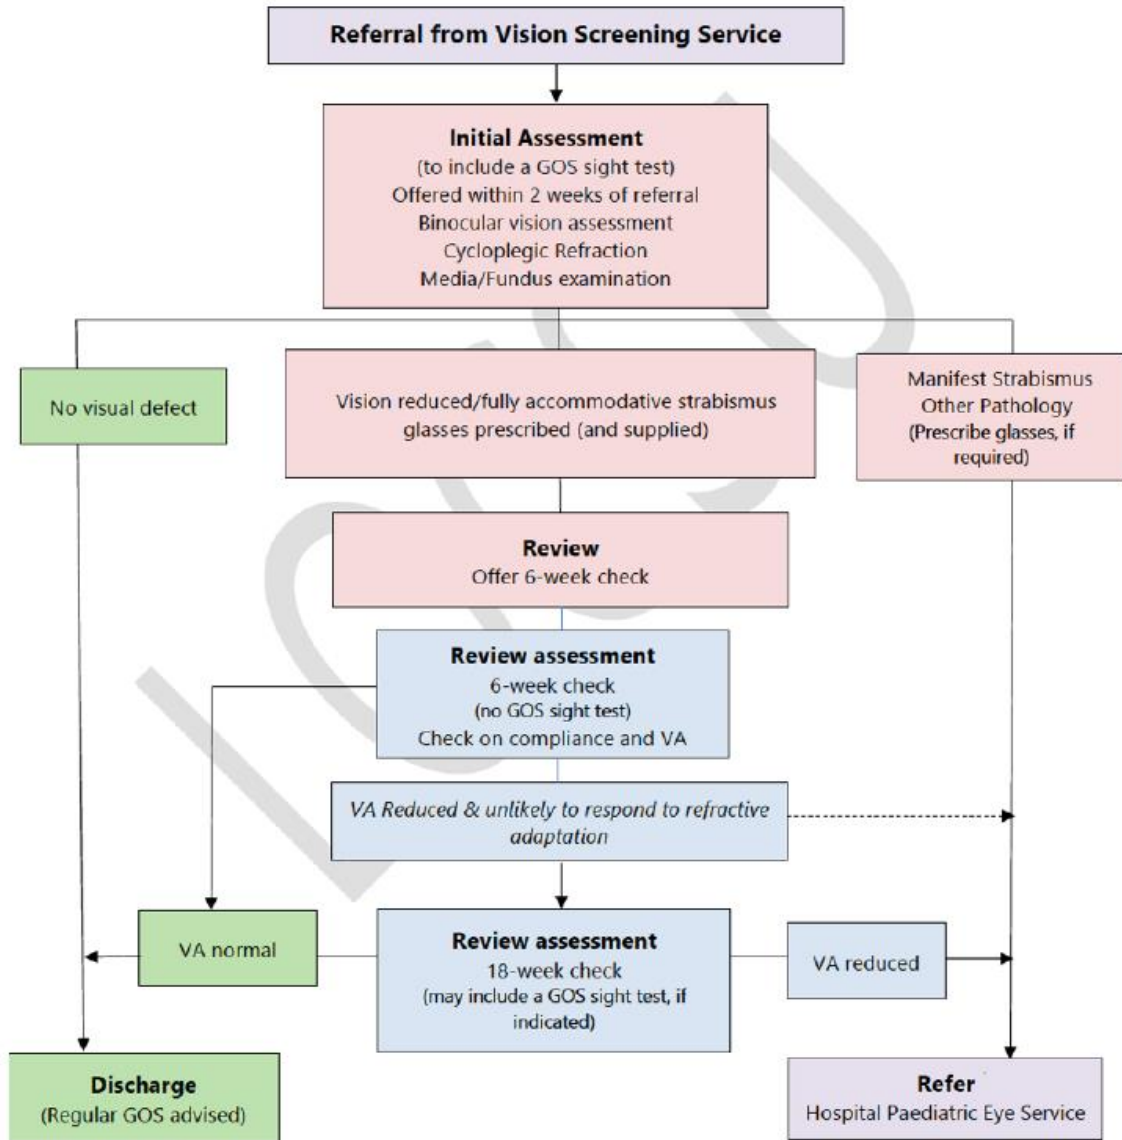 Referral from Vision Screening Service
Initial Assessment
(to include a GOS sight test)
Offered within 2 weeks of referral
Binocular vision assessment
Cycloplegic Refraction
Media/Fundus examination
No visual defect
Vision reduced/fully accommodative strabismus
glasses prescribed (and supplied)
Manifest Strabismus
Other Pathology
(Prescribe glasses, if
required)
Review
Offer 6-week check
Review assessment
6-week check
(no GOS sight test)
Check on compliance and VA
VA Reduced & unlikely to respond to refractive
adaptation
VA normal
Review assessment
18-week check
(may include a GOS sight test, if
indicated)
VA reduced
Discharge
(Regular GOS advised)
Refer
Hospital Paediatric Eye Service